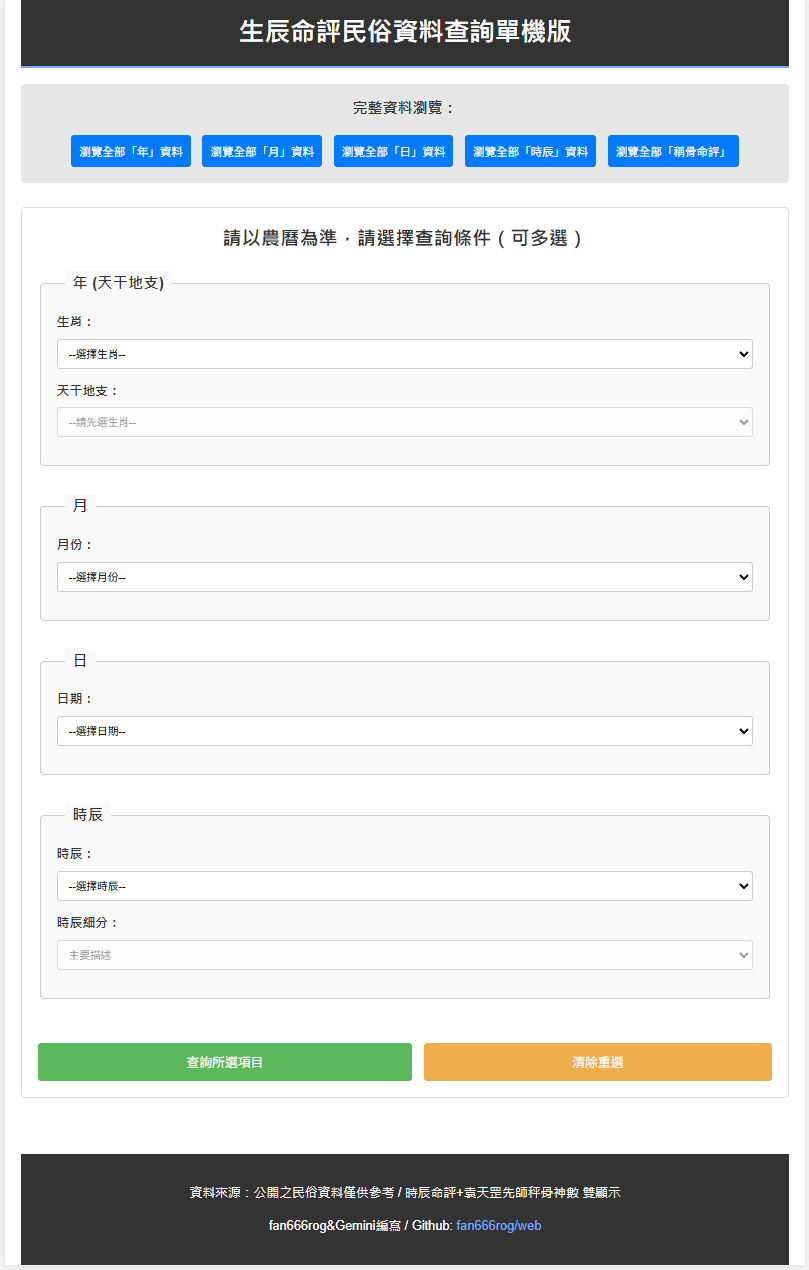 生辰命評民俗資料查詢單機版
完整資料瀏覽：
瀏覽全部「年」資料 瀏覽全部「月」資料 瀏覽全部「日」資料 瀏覽全部「時辰」資料 瀏覽全部「稱骨命評」
請以農曆為準，請選擇查詢條件（可多選）
年 (天干地支)
生肖：
--選擇生肖--
天干地支：
--請先選生肖--
月
月份：
--選擇月份--
日
日期：
--選擇日期--
時辰
時辰：
--選擇時辰--
時辰細分：
主要描述
查詢所選項目 清除重選
資料來源：公開之民俗資料僅供參考 / 時辰命評+袁天罡先師秤骨神數 雙顯示
fan666rog&Gemini編寫 / Github: fan666rog/web